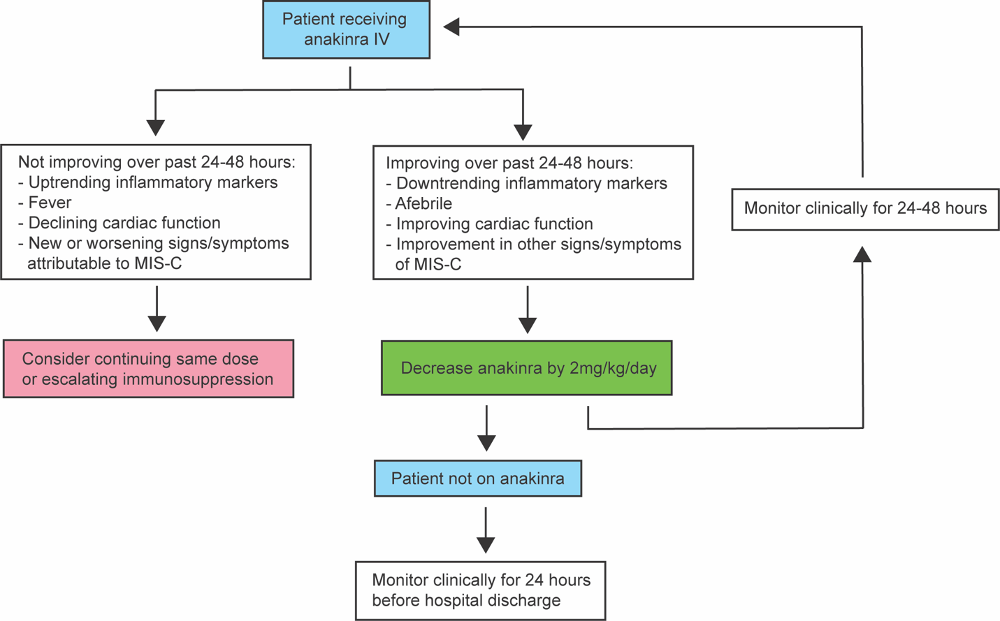 Patient receiving
anakinra IV
Not improving over past 24-48 hours:
- Uptrending inflammatory markers
- Fever
- Declining cardiac function
- New or worsening signs/symptoms
attributable to MIS-C
Improving over past 24-48 hours:
- Downtrending inflammatory markers
- Afebrile
- Improving cardiac function
- Improvement in other signs/symptoms
of MIS-C
Monitor clinically for 24-48 hours
Consider continuing same dose
or escalating immunosuppression
Decrease anakinra by 2mg/kg/day
Patient not on anakinra
Monitor clinically for 24 hours
before hospital discharge